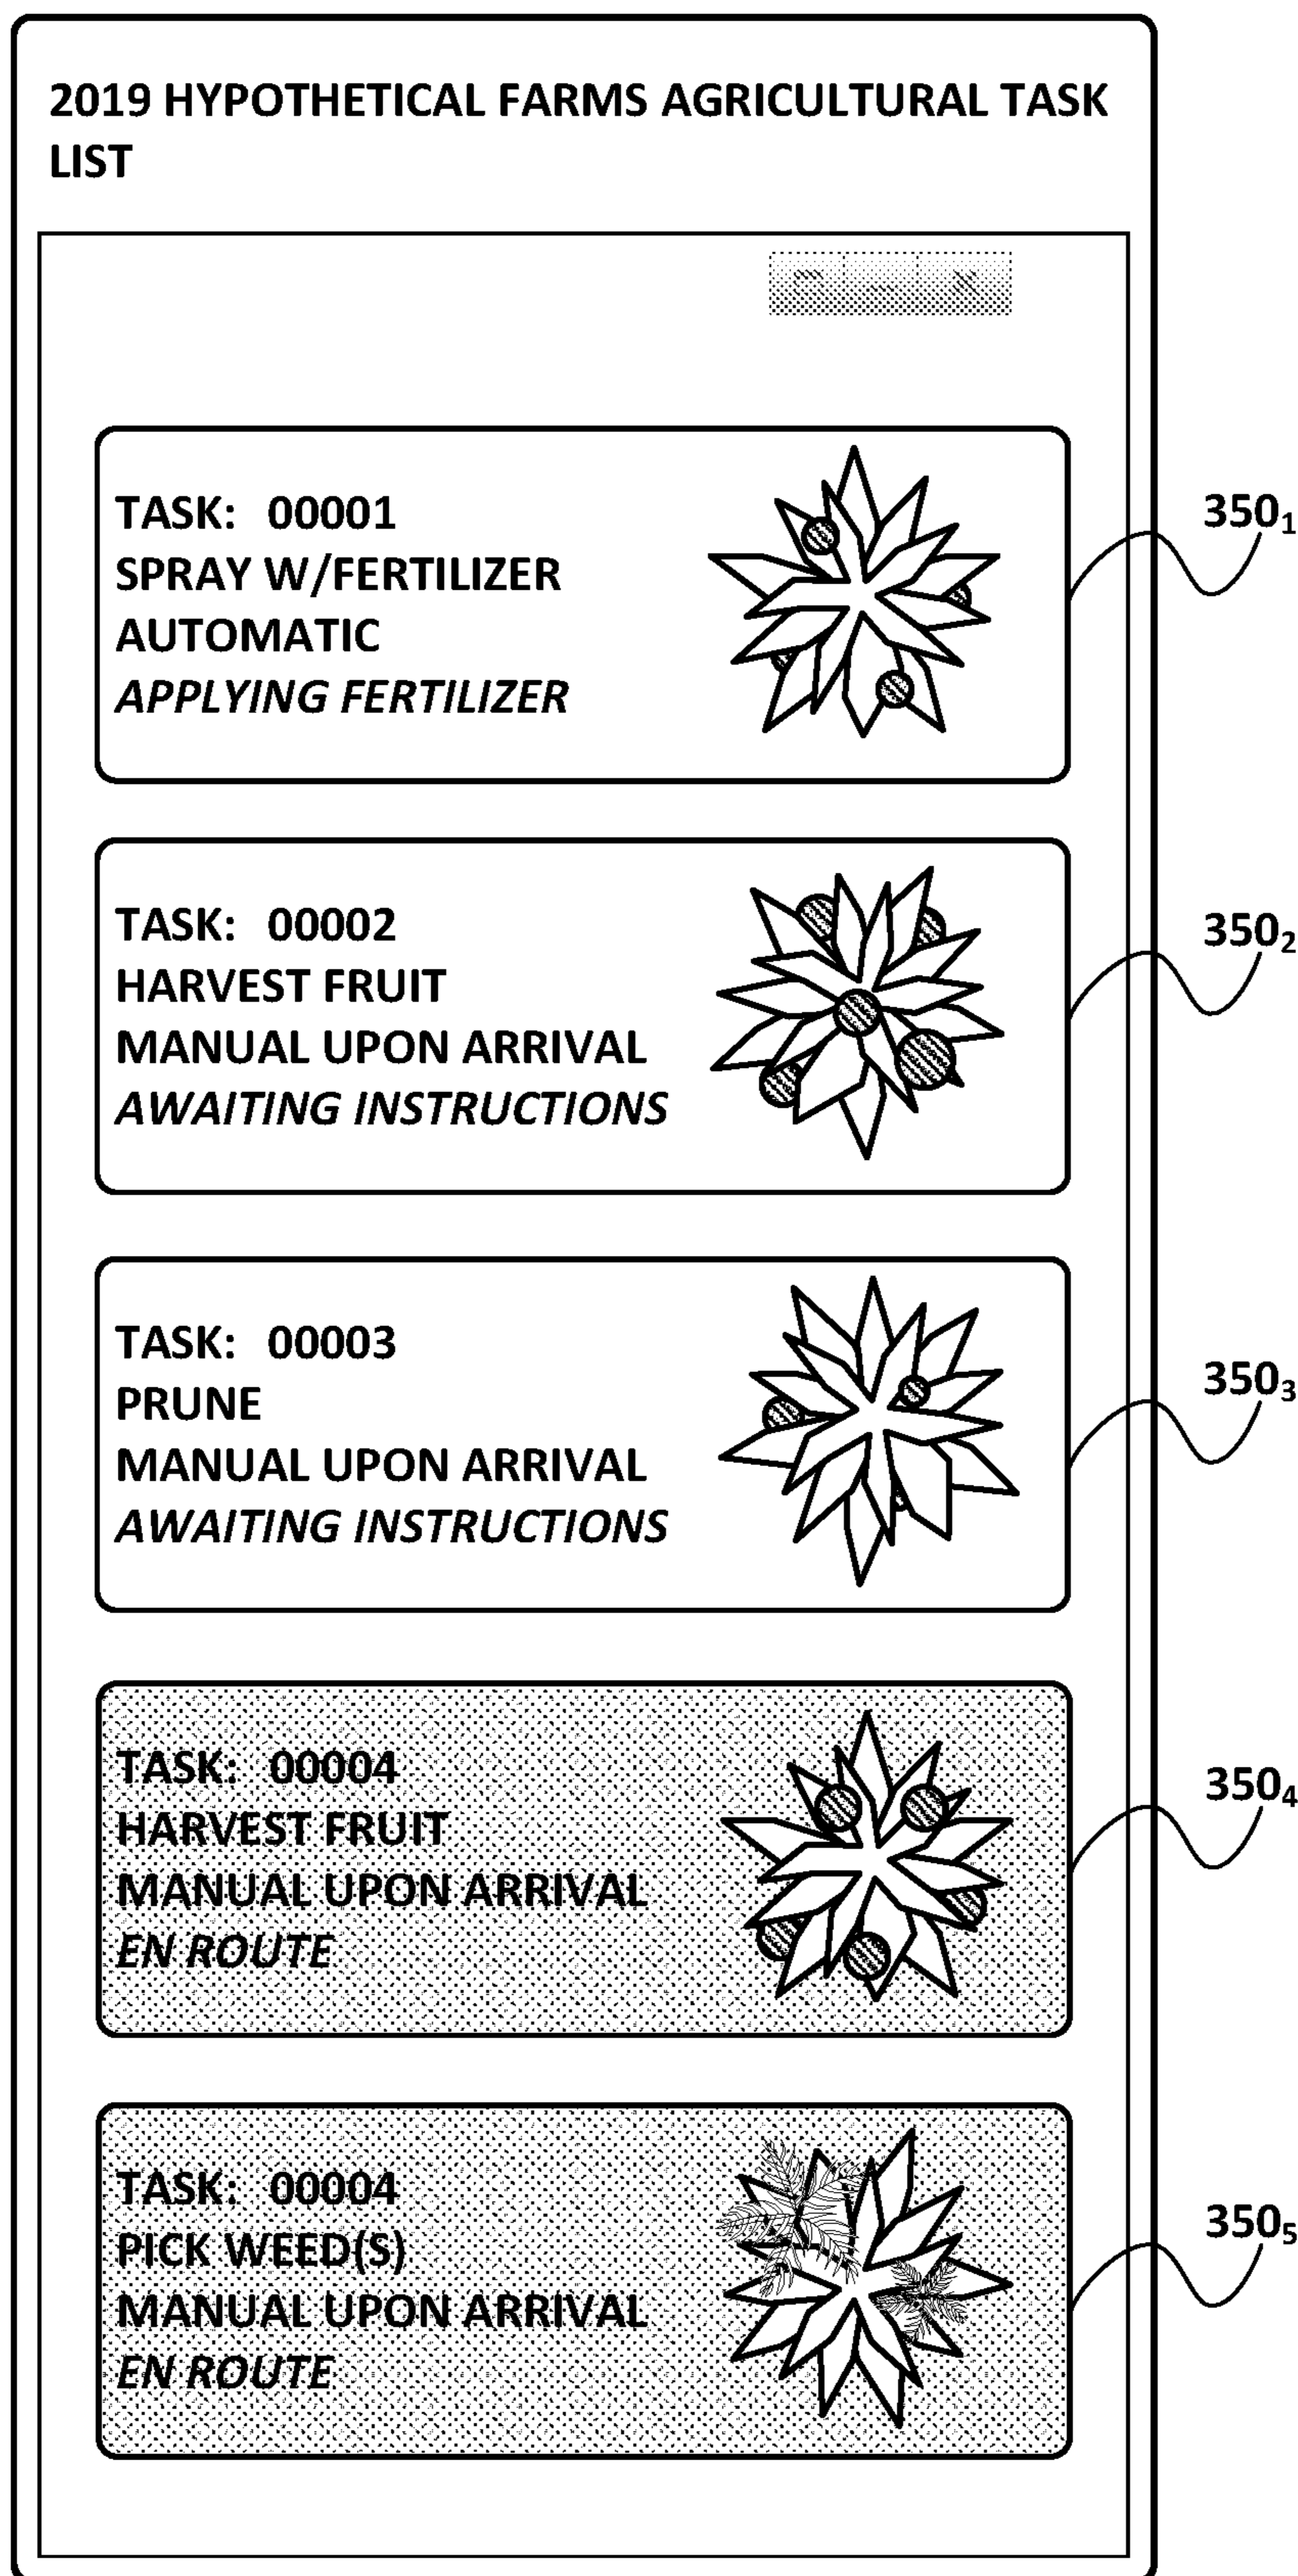 2019 HYPOTHETICAL FARMS AGRICULTURAL TASK
LIST
TASK: 00001
SPRAY W/FERTILIZER
AUTOMATIC
APPLYING FERTILIZER
350₁
TASK: 00002
HARVEST FRUIT
MANUAL UPON ARRIVAL
AWAITING INSTRUCTIONS
350₂
TASK: 00003
PRUNE
MANUAL UPON ARRIVAL
AWAITING INSTRUCTIONS
350₃
TASK: 00004
HARVEST FRUIT
MANUAL UPON ARRIVAL
EN ROUTE
350₄
TASK: 00004
PICK WEED(S)
MANUAL UPON ARRIVAL
EN ROUTE
350₅